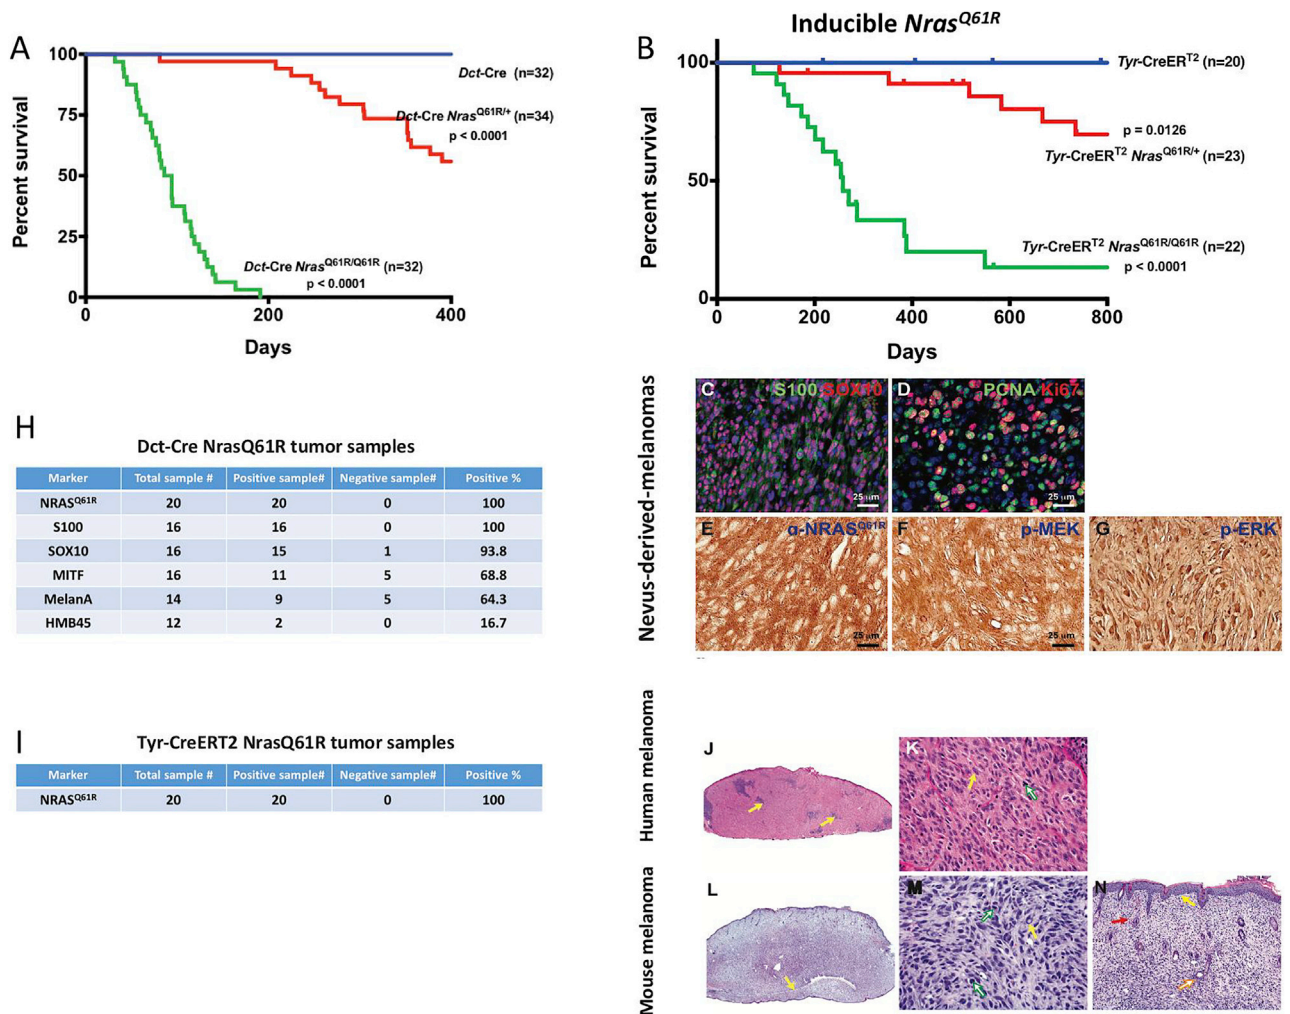 A
100
75
50
25
0
0
200
400
Percent survival
Days
Dct-Cre (n=32)
Dct-Cre NrasQ61R/+ (n=34)
p < 0.0001
Dct-Cre NrasQ61R/Q61R (n=32)
p < 0.0001
Inducible NrasQ61R
B
100
50
0
0
200
400
600
800
Percent survival
Days
Tyr-CreERT2 (n=20)
p = 0.0126
Tyr-CreERT2 NrasQ61R/+ (n=23)
Tyr-CreERT2 NrasQ61R/Q61R (n=22)
p < 0.0001
H
Dct-Cre NrasQ61R tumor samples
Marker Total sample # Positive sample# Negative sample# Positive %
NRASQ61R 20 20 0 100
S100 16 16 0 100
SOX10 16 15 1 93.8
MITF 16 11 5 68.8
MelanA 14 9 5 64.3
HMB45 12 2 0 16.7
I
Tyr-CreERT2 NrasQ61R tumor samples
Marker Total sample # Positive sample# Negative sample# Positive %
NRASQ61R 20 20 0 100
Nevus-derived-melanomas
C S100 SOX10
25 µm
D PCNA Ki67
25 µm
E α-NRASQ61R
25 µm
F p-MEK
25 µm
G p-ERK
Human melanoma
J
K
Mouse melanoma
L
M
N